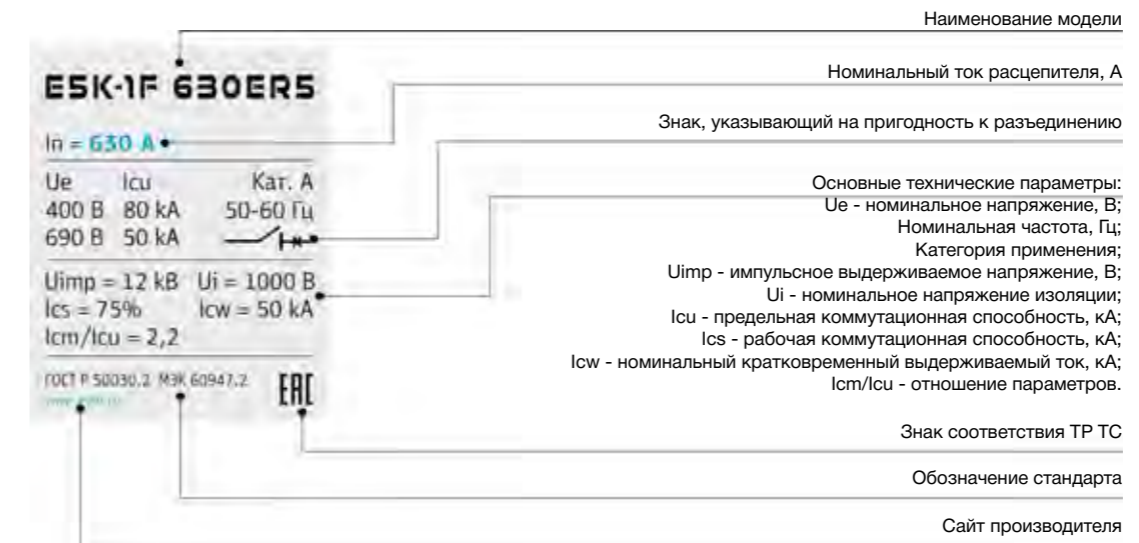 Наименование модели
E5K-1F 630ER5
Номинальный ток расцепителя, А
In = 630 A
Знак, указывающий на пригодность к разъединению
Ue Icu Кат. А
400 В 80 kA 50-60 Гц
690 В 50 kA
Основные технические параметры:
Ue - номинальное напряжение, В;
Номинальная частота, Гц;
Категория применения;
Uimp - импульсное выдерживаемое напряжение, В;
Ui - номинальное напряжение изоляции;
Icu - предельная коммутационная способность, кА;
Ics - рабочая коммутационная способность, кА;
Icw - номинальный кратковременный выдерживаемый ток, кА;
Icm/Icu - отношение параметров.
Uimp = 12 kB Ui = 1000 В
Ics = 75% Icw = 50 kA
Icm/Icu = 2,2
ГОСТ Р 50030.2 МЭК 60947.2
EAC
Знак соответствия ТР ТС
Обозначение стандарта
Сайт производителя